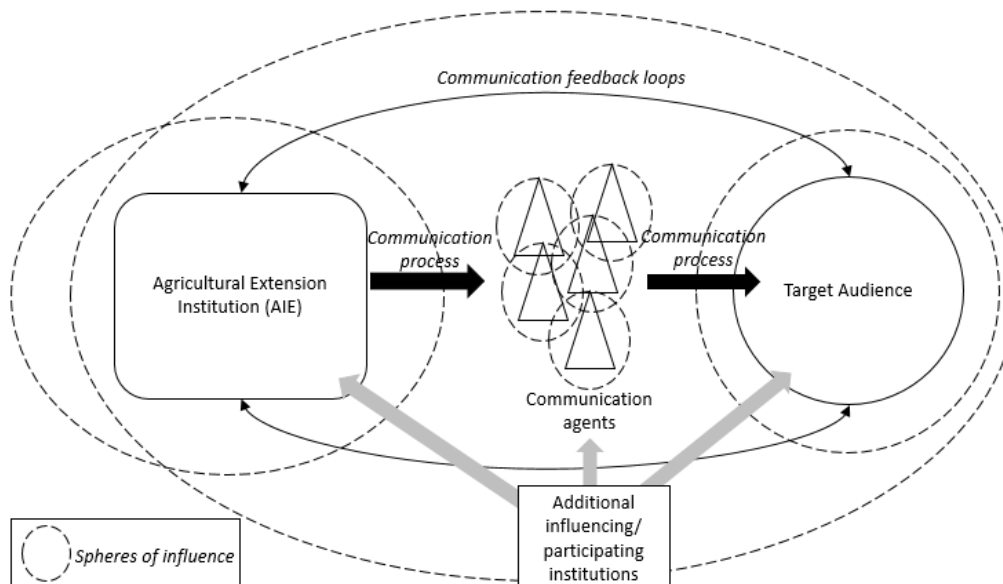 Communication feedback loops
Communication
process
Communication
process
Agricultural Extension
Institution (AIE)
Target Audience
Communication
agents
Additional
influencing/
participating
institutions
Spheres of influence